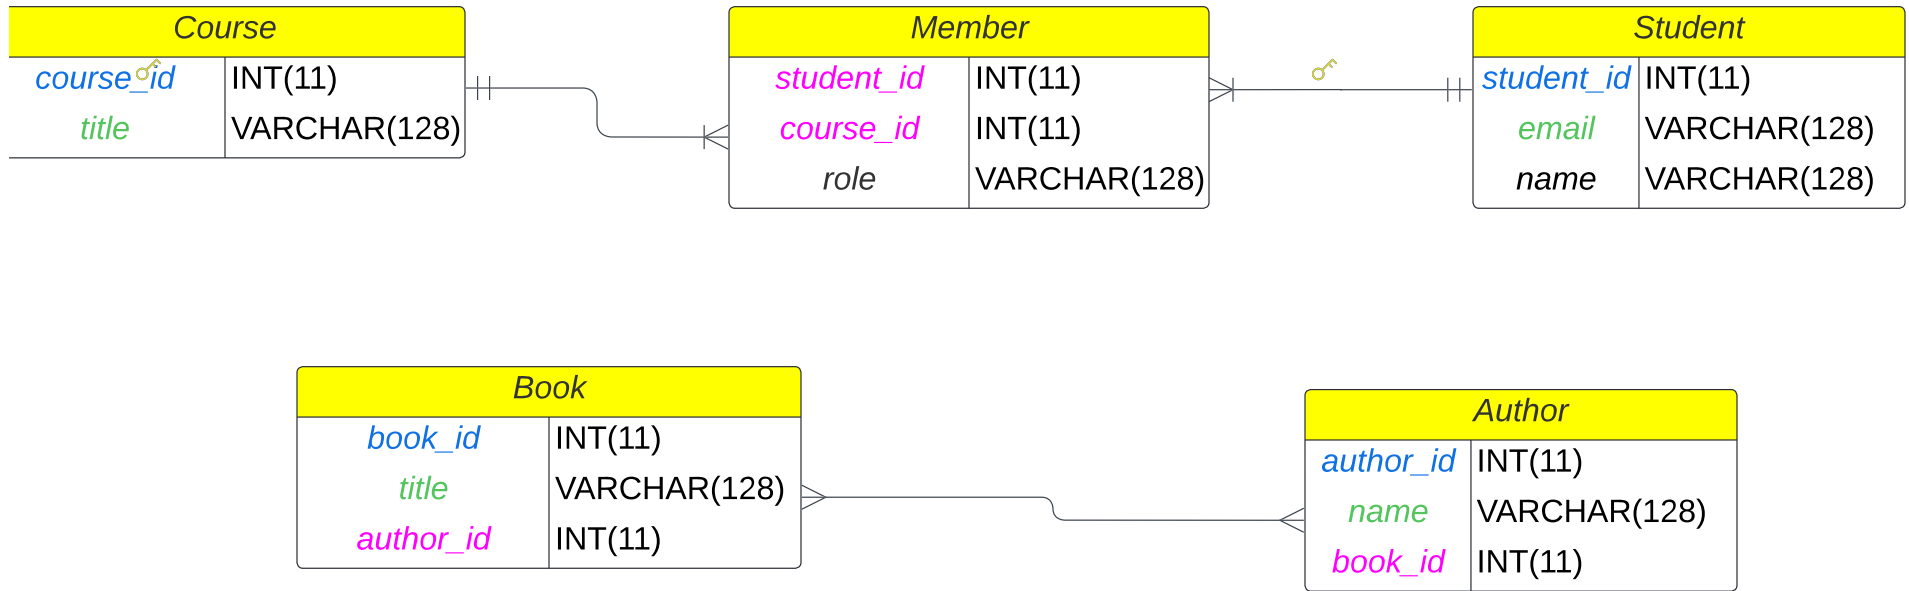 Course
course_id INT(11)
title VARCHAR(128)
Member
student_id INT(11)
course_id INT(11)
role VARCHAR(128)
Student
student_id INT(11)
email VARCHAR(128)
name VARCHAR(128)
Book
book_id INT(11)
title VARCHAR(128)
author_id INT(11)
Author
author_id INT(11)
name VARCHAR(128)
book_id INT(11)